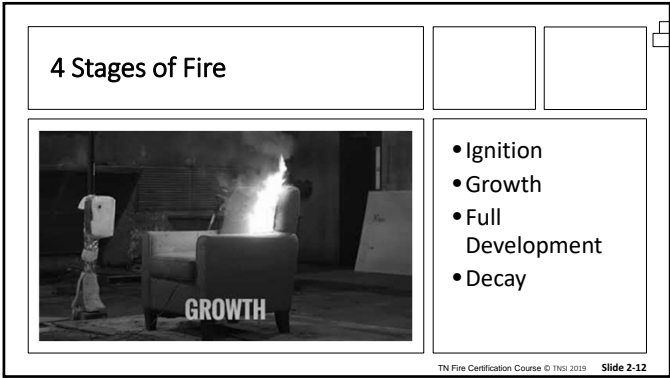 4 Stages of Fire
GROWTH
• Ignition
• Growth
• Full
Development
• Decay
TN Fire Certification Course © TNSI 2019 Slide 2-12